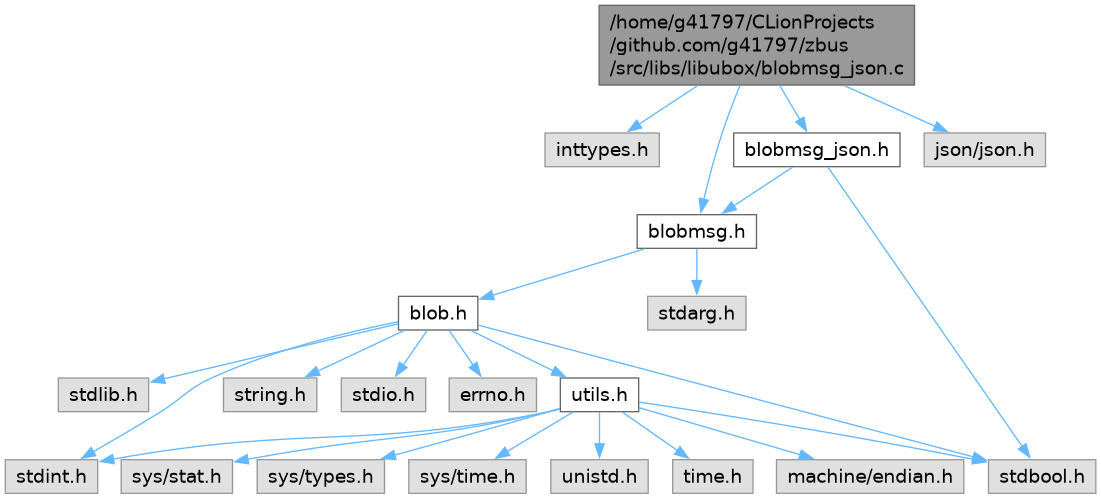 /home/g41797/CLionProjects
/github.com/g41797/zbus
/src/libs/libubox/blobmsg_json.c
inttypes.h
blobmsg_json.h
json/json.h
blobmsg.h
blob.h
stdarg.h
stdlib.h
string.h
stdio.h
errno.h
utils.h
stdint.h
sys/stat.h
sys/types.h
sys/time.h
unistd.h
time.h
machine/endian.h
stdbool.h